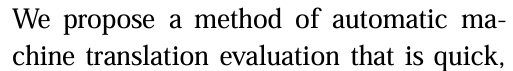 We propose a method of automatic ma-
chine translation evaluation that is quick,